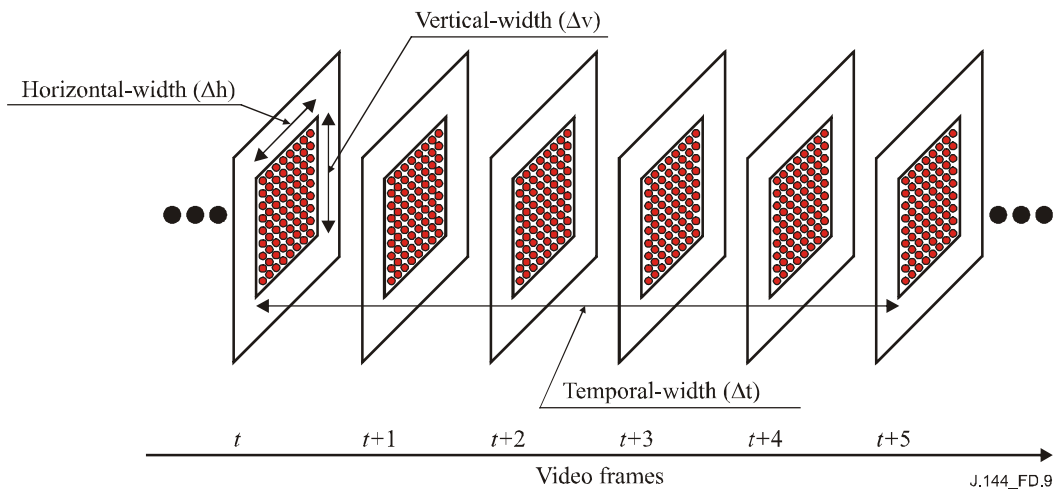 Vertical-width (Δv)
Horizontal-width (Δh)
Temporal-width (Δt)
t t+1 t+2 t+3 t+4 t+5
Video frames
J.144_FD.9